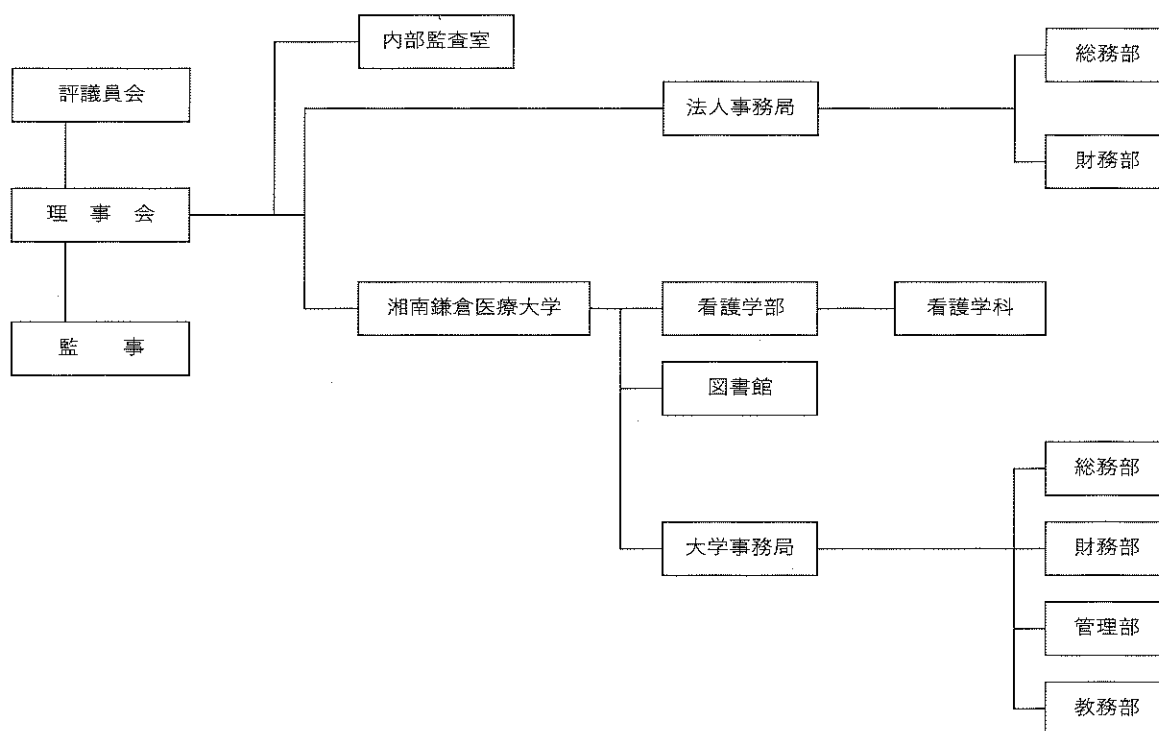 内部監査室
総務部
評議員会
法人事務局
財務部
理 事 会
湘南鎌倉医療大学
看護学部
看護学科
監 事
図書館
総務部
大学事務局
財務部
管理部
教務部